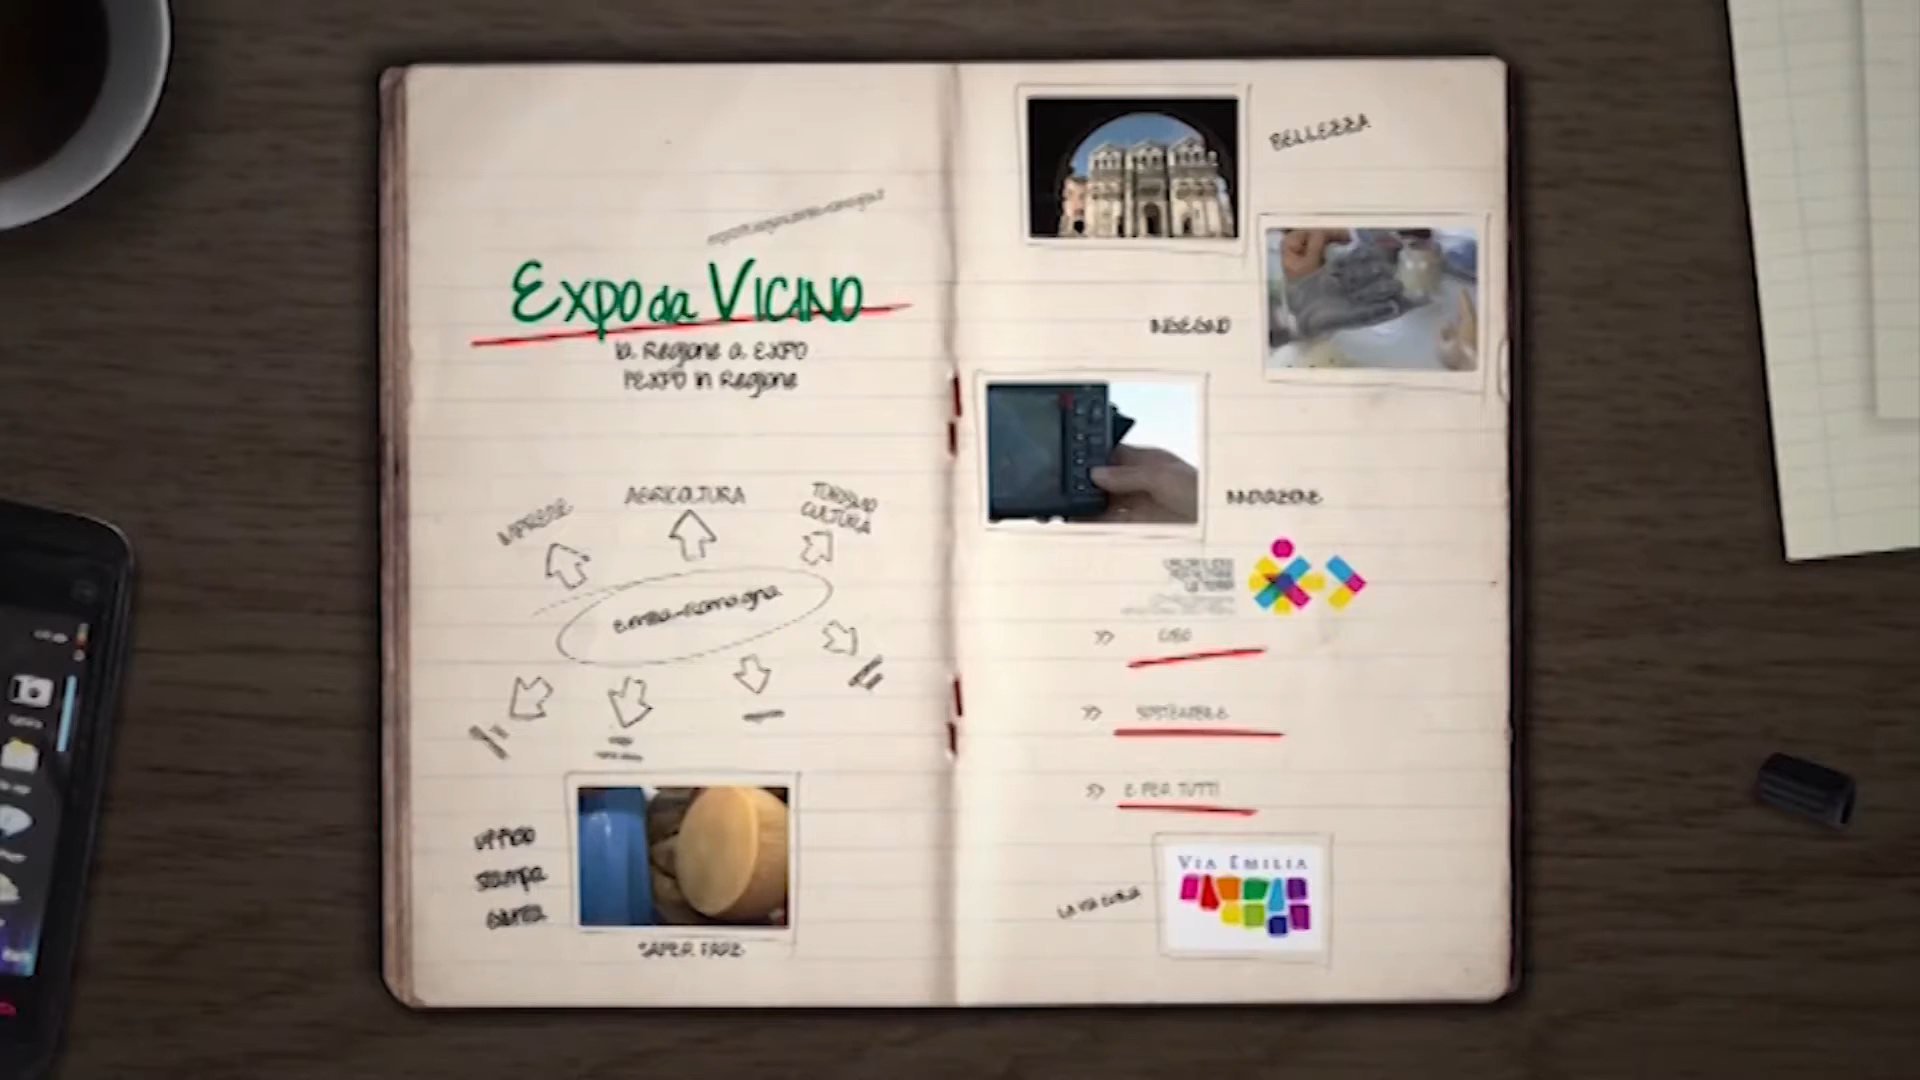 Expo da Vicino
la Regione a EXPO
l'EXPO in Regione
IMPRESE
AGRICOLTURA
TURISMO
CULTURA
Emilia-Romagna
UFFICIO
STAMPA
GIUNTA
SAPER FARE
BELLEZZA
INGEGNO
INNOVAZIONE
CIBO
SOSTENIBILE
E PER TUTTI
VIA EMILIA